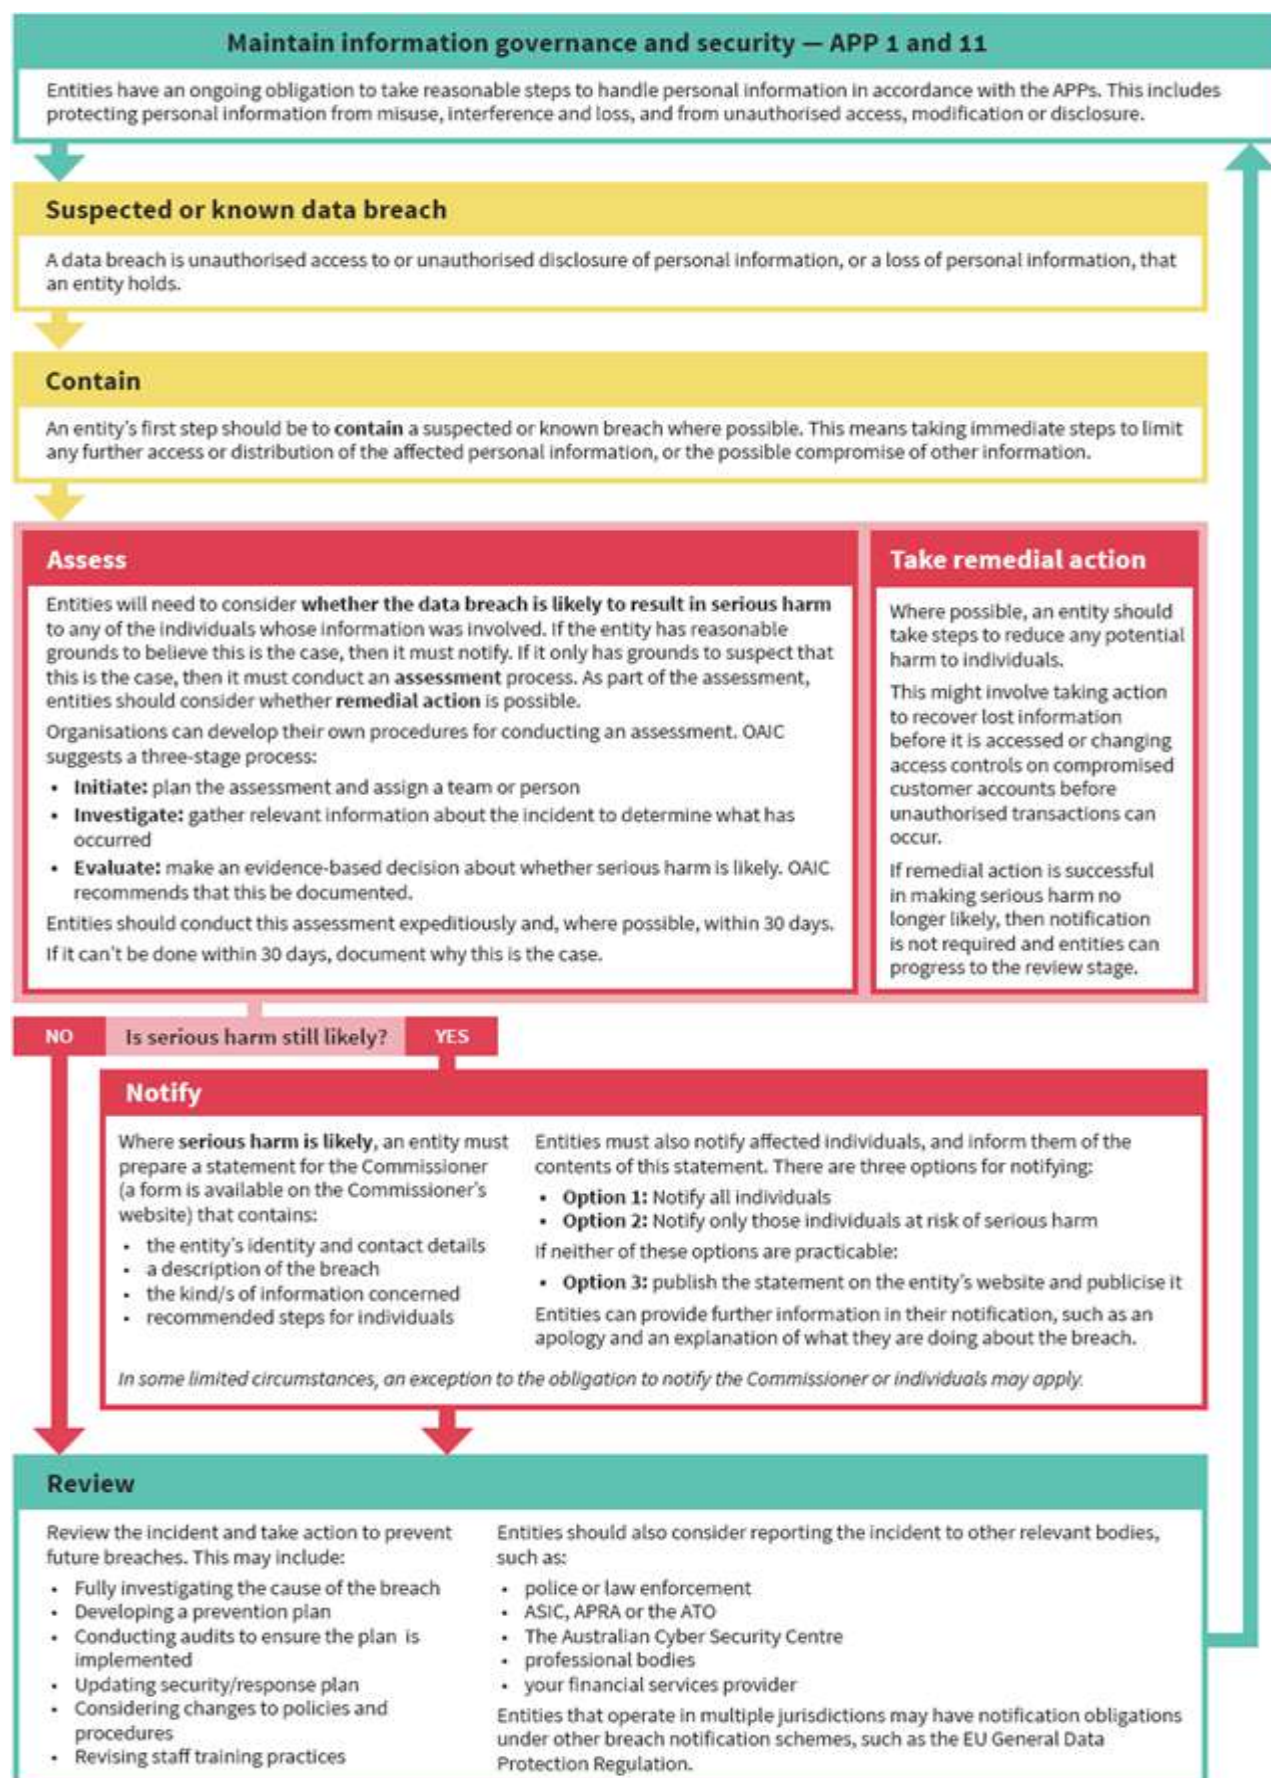 Maintain information governance and security — APP 1 and 11
Entities have an ongoing obligation to take reasonable steps to handle personal information in accordance with the APPs. This includes
protecting personal information from misuse, interference and loss, and from unauthorised access, modification or disclosure.
Suspected or known data breach
A data breach is unauthorised access to or unauthorised disclosure of personal information, or a loss of personal information, that
an entity holds.
Contain
An entity's first step should be to contain a suspected or known breach where possible. This means taking immediate steps to limit
any further access or distribution of the affected personal information, or the possible compromise of other information.
Assess
Entities will need to consider whether the data breach is likely to result in serious harm
to any of the individuals whose information was involved. If the entity has reasonable
grounds to believe this is the case, then it must notify. If it only has grounds to suspect that
this is the case, then it must conduct an assessment process. As part of the assessment,
entities should consider whether remedial action is possible.
Organisations can develop their own procedures for conducting an assessment. OAIC
suggests a three-stage process:
• Initiate: plan the assessment and assign a team or person
• Investigate: gather relevant information about the incident to determine what has
occurred
• Evaluate: make an evidence-based decision about whether serious harm is likely. OAIC
recommends that this be documented.
Entities should conduct this assessment expeditiously and, where possible, within 30 days.
If it can't be done within 30 days, document why this is the case.
Take remedial action
Where possible, an entity should
take steps to reduce any potential
harm to individuals.
This might involve taking action
to recover lost information
before it is accessed or changing
access controls on compromised
customer accounts before
unauthorised transactions can
occur.
If remedial action is successful
in making serious harm no
longer likely, then notification
is not required and entities can
progress to the review stage.
NO Is serious harm still likely? YES
Notify
Where serious harm is likely, an entity must
prepare a statement for the Commissioner
(a form is available on the Commissioner's
website) that contains:
• the entity's identity and contact details
• a description of the breach
• the kind/s of information concerned
• recommended steps for individuals
Entities must also notify affected individuals, and inform them of the
contents of this statement. There are three options for notifying:
• Option 1: Notify all individuals
• Option 2: Notify only those individuals at risk of serious harm
If neither of these options are practicable:
• Option 3: publish the statement on the entity's website and publicise it
Entities can provide further information in their notification, such as an
apology and an explanation of what they are doing about the breach.
In some limited circumstances, an exception to the obligation to notify the Commissioner or individuals may apply.
Review
Review the incident and take action to prevent
future breaches. This may include:
• Fully investigating the cause of the breach
• Developing a prevention plan
• Conducting audits to ensure the plan is
implemented
• Updating security/response plan
• Considering changes to policies and
procedures
• Revising staff training practices
Entities should also consider reporting the incident to other relevant bodies,
such as:
• police or law enforcement
• ASIC, APRA or the ATO
• The Australian Cyber Security Centre
• professional bodies
• your financial services provider
Entities that operate in multiple jurisdictions may have notification obligations
under other breach notification schemes, such as the EU General Data
Protection Regulation.